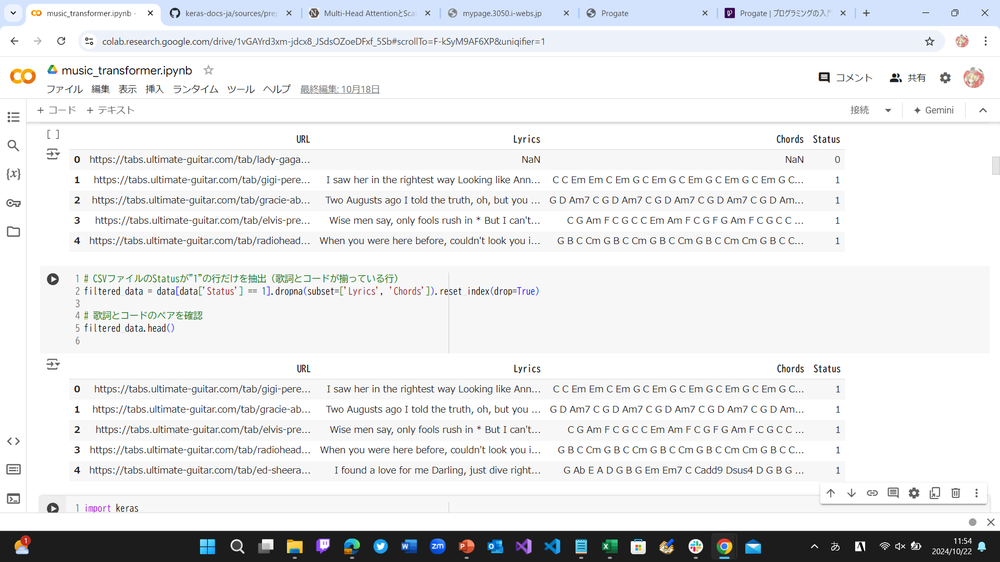 music_transformer.ipynb -
keras-docs-ja/sources/prep
Multi-Head AttentionとScal
mypage.3050.i-webs.jp
Progate
Progate | プログラミングの入門
colab.research.google.com/drive/1vGAYrd3xm-jdcx8_JSdsOZoeDFxf_5Sb#scrollTo=F-kSyM9AF6XP&uniqifier=1
music_transformer.ipynb
コメント
共有
ファイル 編集 表示 挿入 ランタイム ツール ヘルプ 最終編集: 10月18日
+ コード + テキスト
接続
Gemini
[ ]
URL Lyrics Chords Status
0 https://tabs.ultimate-guitar.com/tab/lady-gaga... NaN NaN 0
1 https://tabs.ultimate-guitar.com/tab/gigi-pere... I saw her in the rightest way Looking like Ann... C C Em Em C Em G C Em G C Em G C Em G C Em G C... 1
2 https://tabs.ultimate-guitar.com/tab/gracie-ab... Two Augusts ago I told the truth, oh, but you ... G D Am7 C G D Am7 C G D Am7 C G D Am7 C G D Am... 1
3 https://tabs.ultimate-guitar.com/tab/elvis-pre... Wise men say, only fools rush in * But I can't... C G Am F C G C C Em Am F C G F G Am F C G C C ... 1
4 https://tabs.ultimate-guitar.com/tab/radiohead... When you were here before, couldn't look you i... G B C Cm G B C Cm G B C Cm G B C Cm Cm G B C C... 1
1 # CSVファイルのStatusが"1"の行だけを抽出（歌詞とコードが揃っている行）
2 filtered_data = data[data['Status'] == 1].dropna(subset=['Lyrics', 'Chords']).reset_index(drop=True)
3
4 # 歌詞とコードのペアを確認
5 filtered_data.head()
6
URL Lyrics Chords Status
0 https://tabs.ultimate-guitar.com/tab/gigi-pere... I saw her in the rightest way Looking like Ann... C C Em Em C Em G C Em G C Em G C Em G C Em G C... 1
1 https://tabs.ultimate-guitar.com/tab/gracie-ab... Two Augusts ago I told the truth, oh, but you ... G D Am7 C G D Am7 C G D Am7 C G D Am7 C G D Am... 1
2 https://tabs.ultimate-guitar.com/tab/elvis-pre... Wise men say, only fools rush in * But I can't... C G Am F C G C C Em Am F C G F G Am F C G C C ... 1
3 https://tabs.ultimate-guitar.com/tab/radiohead... When you were here before, couldn't look you i... G B C Cm G B C Cm G B C Cm G B C Cm Cm G B C C... 1
4 https://tabs.ultimate-guitar.com/tab/ed-sheera... I found a love for me Darling, just dive right... G Ab E A D G B G Em Em7 C Cadd9 Dsus4 D G B G ... 1
1 import keras
1
zm
あ
A
11:54
2024/10/22